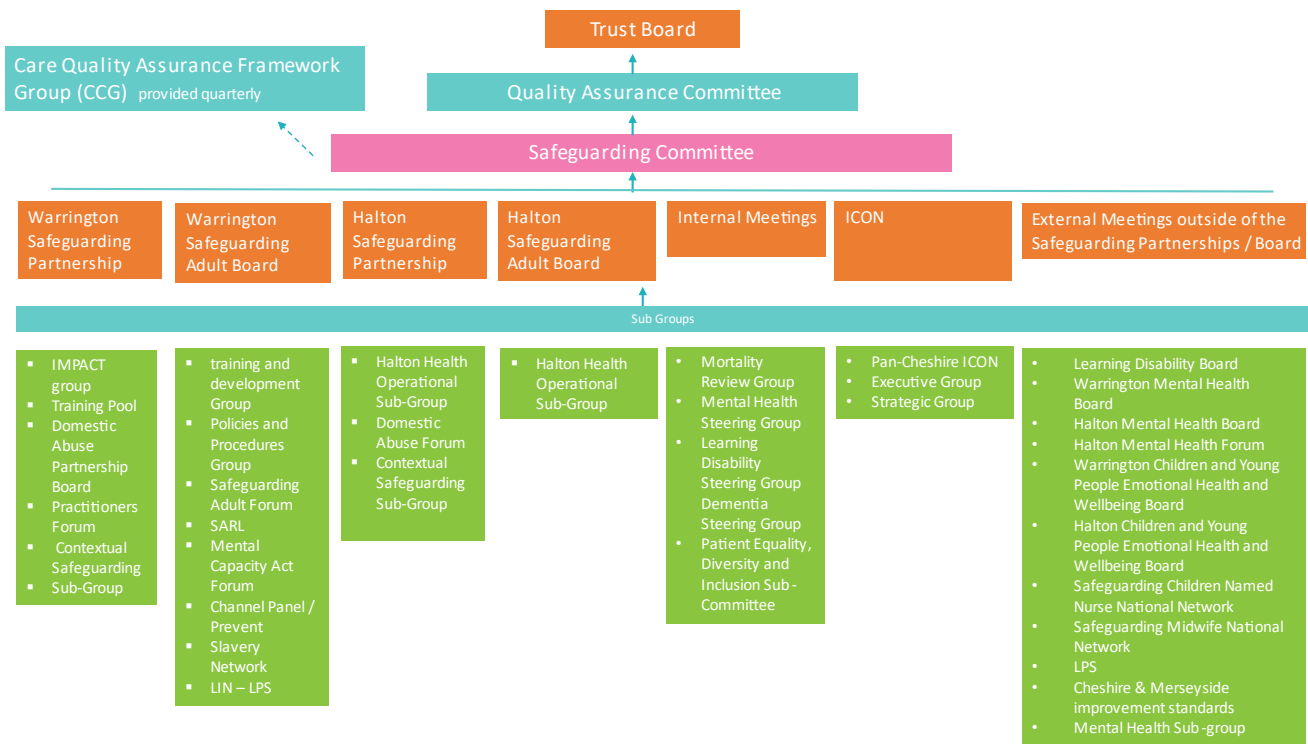 Trust Board
Care Quality Assurance Framework
Group (CCG) provided quarterly
Quality Assurance Committee
Safeguarding Committee
Warrington
Safeguarding
Partnership
Warrington
Safeguarding
Adult Board
Halton
Safeguarding
Partnership
Halton
Safeguarding
Adult Board
Internal Meetings
ICON
External Meetings outside of the
Safeguarding Partnerships / Board
Sub Groups
▪ IMPACT
group
▪ Training Pool
▪ Domestic
Abuse
Partnership
Board
▪ Practitioners
Forum
▪ Contextual
Safeguarding
▪ Sub-Group
▪ training and
development
Group
▪ Policies and
Procedures
Group
▪ Safeguarding
Adult Forum
▪ SARL
▪ Mental
Capacity Act
Forum
▪ Channel Panel /
Prevent
▪ Slavery
Network
▪ LIN – LPS
▪ Halton Health
Operational
Sub-Group
▪ Domestic
Abuse Forum
▪ Contextual
Safeguarding
Sub-Group
▪ Halton Health
Operational
Sub-Group
• Mortality
Review Group
• Mental Health
Steering Group
• Learning
Disability
Steering Group
Dementia
Steering Group
• Patient Equality,
Diversity and
Inclusion Sub-
Committee
• Pan-Cheshire ICON
• Executive Group
• Strategic Group
• Learning Disability Board
• Warrington Mental Health
Board
• Halton Mental Health Board
• Halton Mental Health Forum
• Warrington Children and Young
People Emotional Health and
Wellbeing Board
• Halton Children and Young
People Emotional Health and
Wellbeing Board
• Safeguarding Children Named
Nurse National Network
• Safeguarding Midwife National
Network
• LPS
• Cheshire & Merseyside
improvement standards
• Mental Health Sub-group